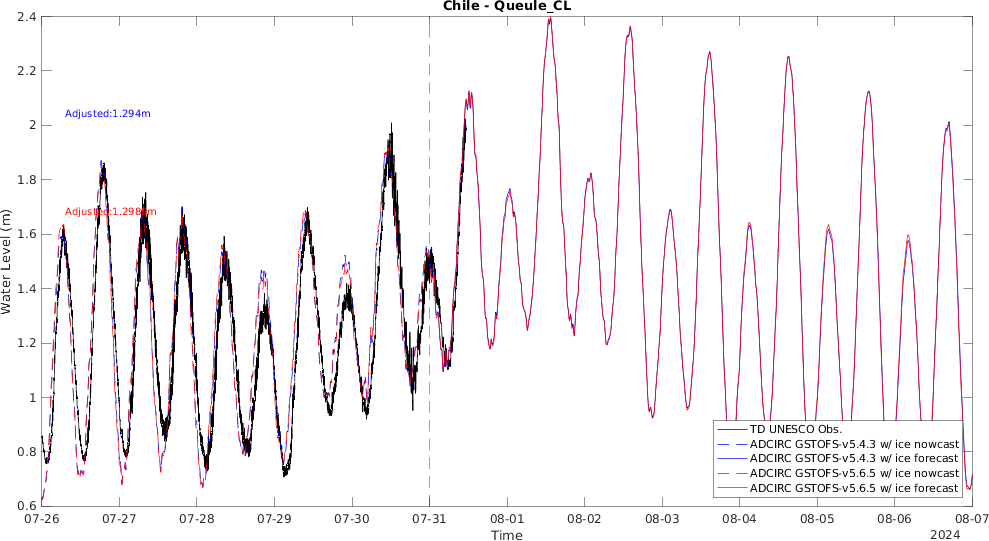 Chile - Queule_CL
2.4
2
1.8
1.6
1.4
1.2
1
0.8
0.6
Water Level (m)
Adjusted:1.294m
Adjusted:1.298m
TD UNESCO Obs.
ADCIRC GSTOFS-v5.4.3 w/ ice nowcast
ADCIRC GSTOFS-v5.4.3 w/ ice forecast
ADCIRC GSTOFS-v5.6.5 w/ ice nowcast
ADCIRC GSTOFS-v5.6.5 w/ ice forecast
07-26 07-27 07-28 07-29 07-30 07-31 08-01 08-02 08-03 08-04 08-05 08-06 08-07
Time
2024